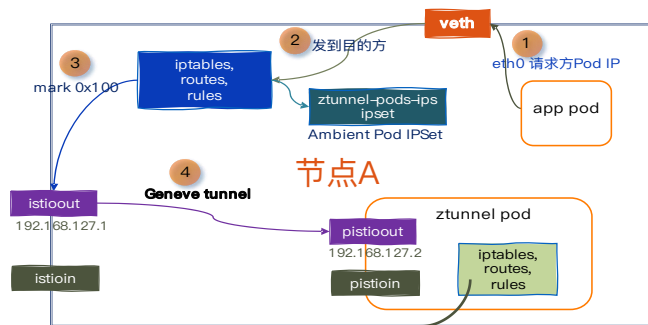 veth
1
eth0 请求方Pod IP
app pod
2
发到目的方
iptables,
routes,
rules
ztunnel-pods-ips
ipset
Ambient Pod IPSet
3
mark 0x100
节点A
4
Geneve tunnel
istioout
192.168.127.1
pistioout
192.168.127.2
ztunnel pod
iptables,
routes,
rules
istioin
pistioin